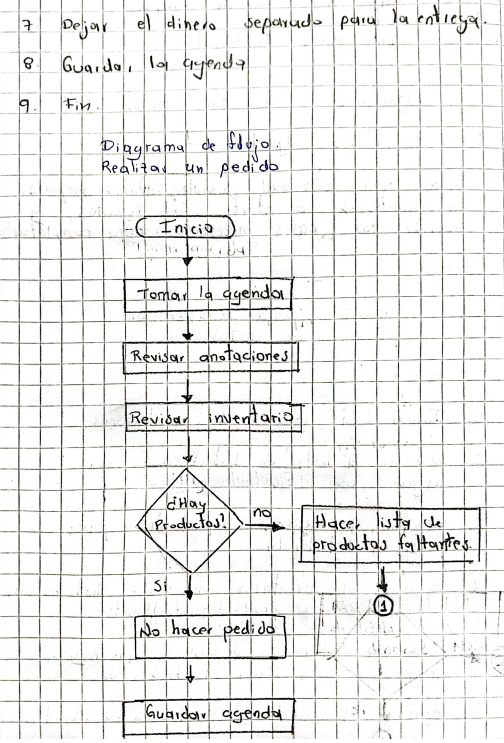 7 Dejar el dinero separado para la entrega.
8 Guardar la agenda
9. Fin.
Diagrama de flujo.
Realizar un pedido
Inicio
Tomar la agenda
Revisar anotaciones
Revisar inventario
¿Hay
Productos?
no
Hacer lista de
productos faltantes.
Si
1
No hacer pedido
Guardar agenda